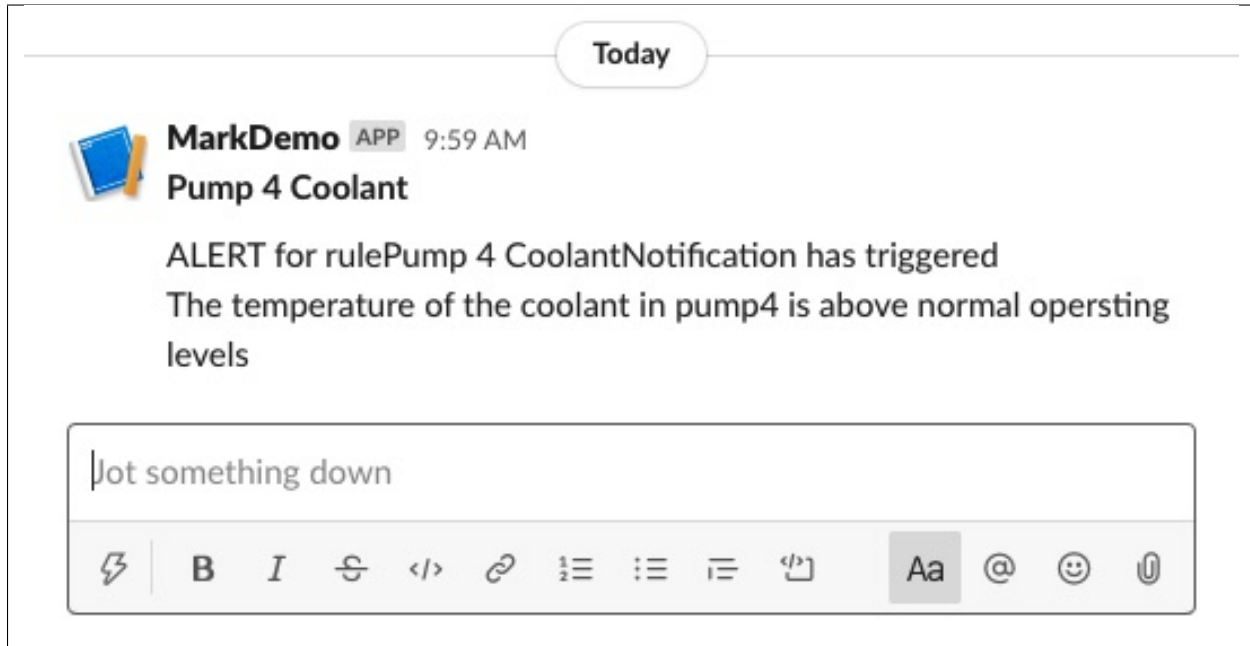 Today
MarkDemo APP 9:59 AM
Pump 4 Coolant
ALERT for rulePump 4 CoolantNotification has triggered
The temperature of the coolant in pump4 is above normal opersting
levels
Jot something down
B I S </> Aa @